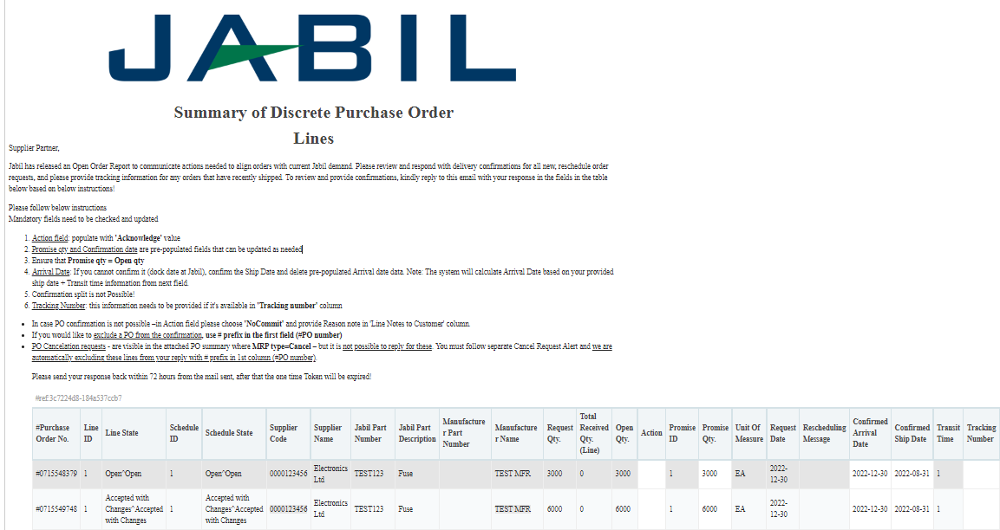 JABIL
Summary of Discrete Purchase Order
Lines
Supplier Partner,
Jabil has released an Open Order Report to communicate actions needed to align orders with current Jabil demand. Please review and respond with delivery confirmations for all new, reschedule order
requests, and please provide tracking information for any orders that have recently shipped. To review and provide confirmations, kindly reply to this email with your response in the fields in the table
below based on below instructions!
Please follow below instructions
Mandatory fields need to be checked and updated
1. Action field: populate with 'Acknowledge' value
2. Promise qty and Confirmation date are pre-populated fields that can be updated as needed
3. Ensure that Promise qty = Open qty
4. Arrival Date: If you cannot confirm it (dock date at Jabil), confirm the Ship Date and delete pre-populated Arrival date data. Note: The system will calculate Arrival Date based on your provided
ship date + Transit time information from next field.
5. Confirmation split is not Possible!
6. Tracking Number: this information needs to be provided if it's available in 'Tracking number' column
• In case PO confirmation is not possible –in Action field please choose 'NoCommit' and provide Reason note in 'Line Notes to Customer' column.
• If you would like to exclude a PO from the confirmation, use # prefix in the first field (#PO number)
• PO Cancelation requests - are visible in the attached PO summary where MRP type=Cancel – but it is not possible to reply for these. You must follow separate Cancel Request Alert and we are
automatically excluding these lines from your reply with # prefix in 1st column (#PO number).
Please send your response back within 72 hours from the mail sent, after that the one time Token will be expired!
#ref:3c7224d8-184a537ccb7
#Purchase Order No. Line ID Line State Schedule ID Schedule State Supplier Code Supplier Name Jabil Part Number Jabil Part Description Manufacture r Part Number Manufacture r Name Request Qty. Total Received Qty. (Line) Open Qty. Action Promise ID Promise Qty. Unit Of Measure Request Date Rescheduling Message Confirmed Arrival Date Confirmed Ship Date Transit Time Tracking Number
#0715548379 1 Open^Open 1 Open^Open 0000123456 Electronics Ltd TEST123 Fuse TEST MFR 3000 0 3000 1 3000 EA 2022-12-30 2022-12-30 2022-08-31 1
#0715549748 1 Accepted with Changes^Accepted with Changes 1 Accepted with Changes^Accepted with Changes 0000123456 Electronics Ltd TEST123 Fuse TEST MFR 6000 0 6000 1 6000 EA 2022-12-30 2022-12-30 2022-08-31 1